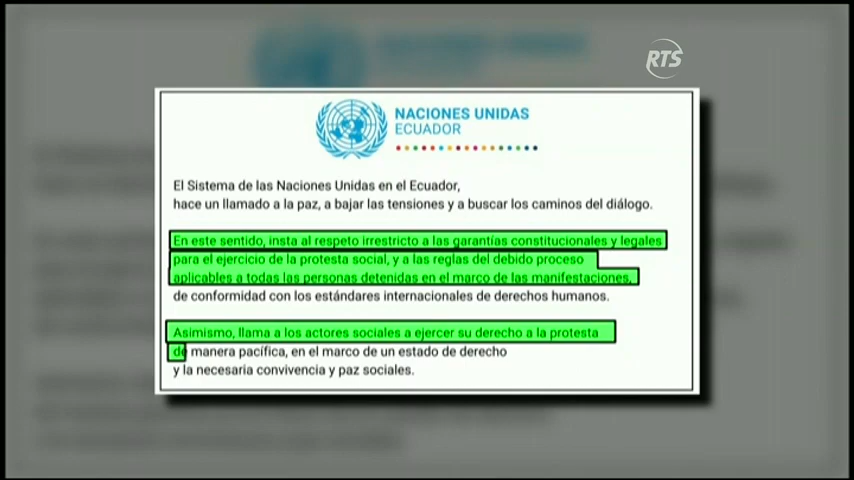 RTS
NACIONES UNIDAS
ECUADOR
El Sistema de las Naciones Unidas en el Ecuador,
hace un llamado a la paz, a bajar las tensiones y a buscar los caminos del diálogo.
En este sentido, insta al respeto irrestricto a las garantías constitucionales y legales
para el ejercicio de la protesta social, y a las reglas del debido proceso
aplicables a todas las personas detenidas en el marco de las manifestaciones,
de conformidad con los estándares internacionales de derechos humanos.
Asimismo, llama a los actores sociales a ejercer su derecho a la protesta
de manera pacífica, en el marco de un estado de derecho
y la necesaria convivencia y paz sociales.